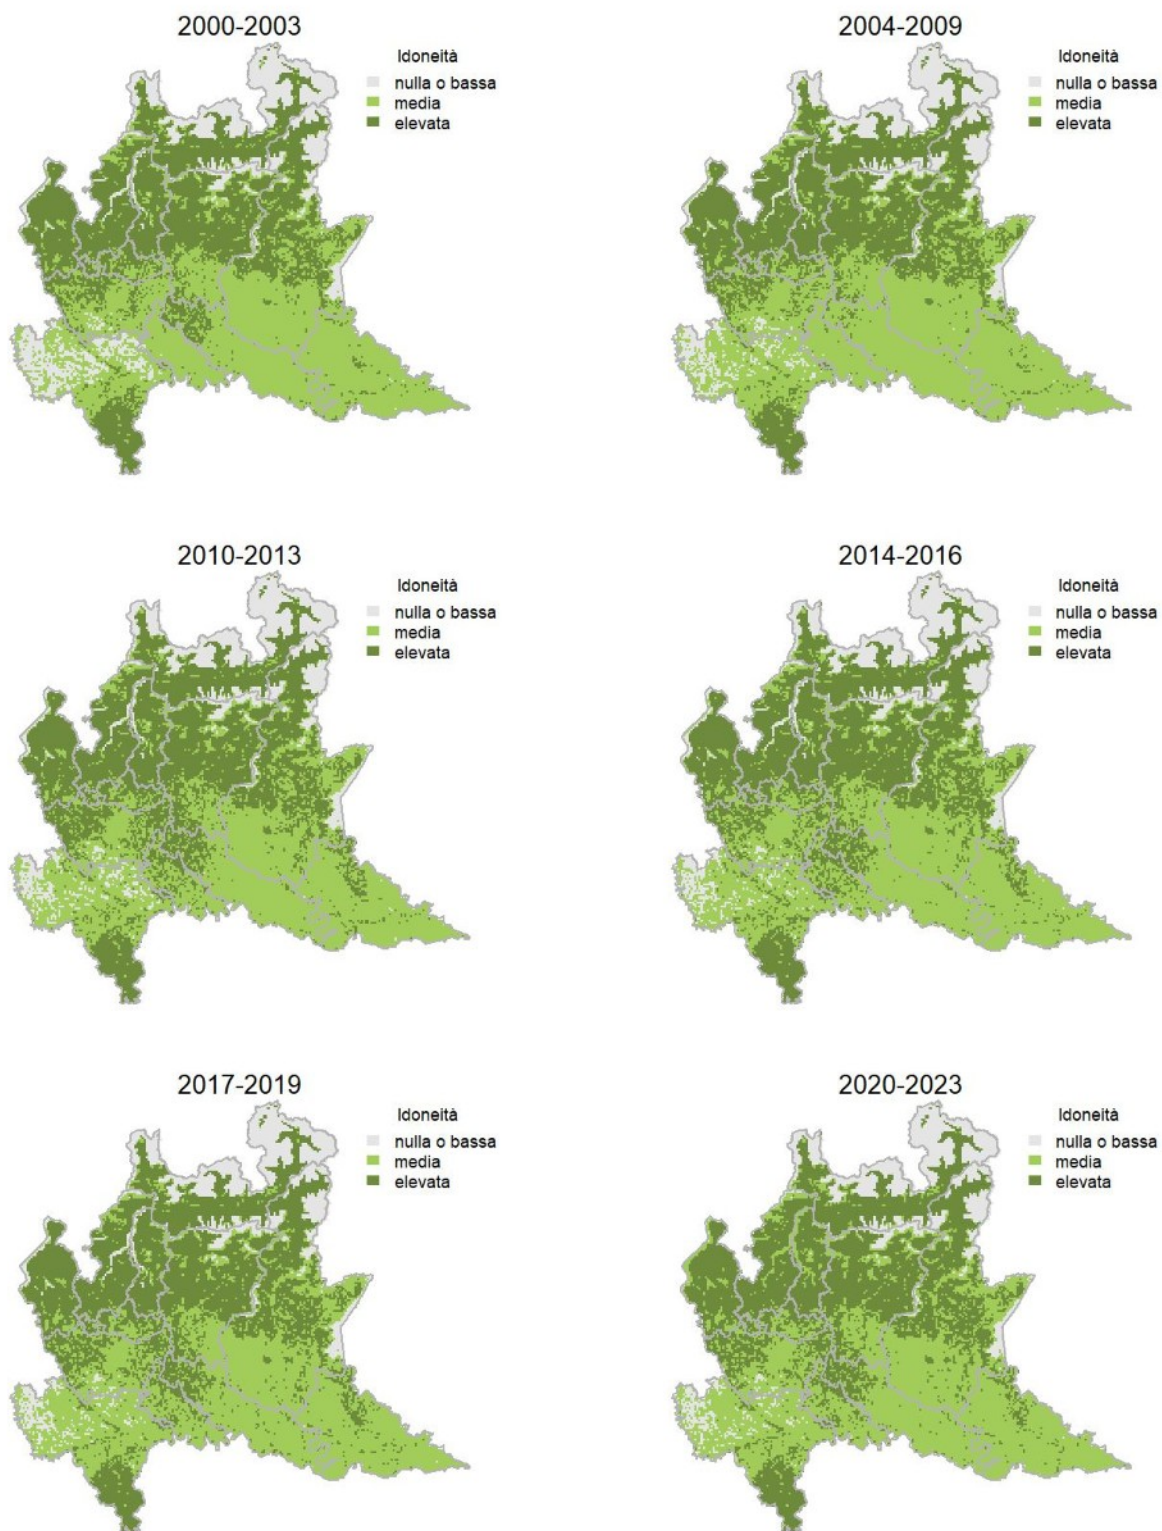 2000-2003
Idoneità
nulla o bassa
media
elevata
2004-2009
Idoneità
nulla o bassa
media
elevata
2010-2013
Idoneità
nulla o bassa
media
elevata
2014-2016
Idoneità
nulla o bassa
media
elevata
2017-2019
Idoneità
nulla o bassa
media
elevata
2020-2023
Idoneità
nulla o bassa
media
elevata